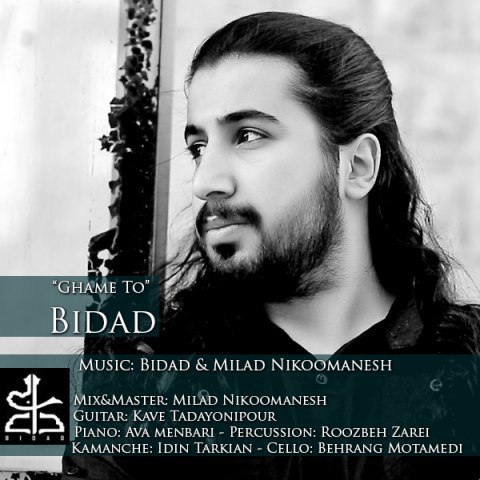 "Ghame To"
Bidad
Music: Bidad & Milad Nikoomanesh
Mix&Master: Milad Nikoomanesh
Guitar: Kave Tadayonipour
Piano: Ava menbari - Percussion: Roozbeh Zarei
Kamanche: Idin Tarkian - Cello: Behrang Motamedi
BIDAD